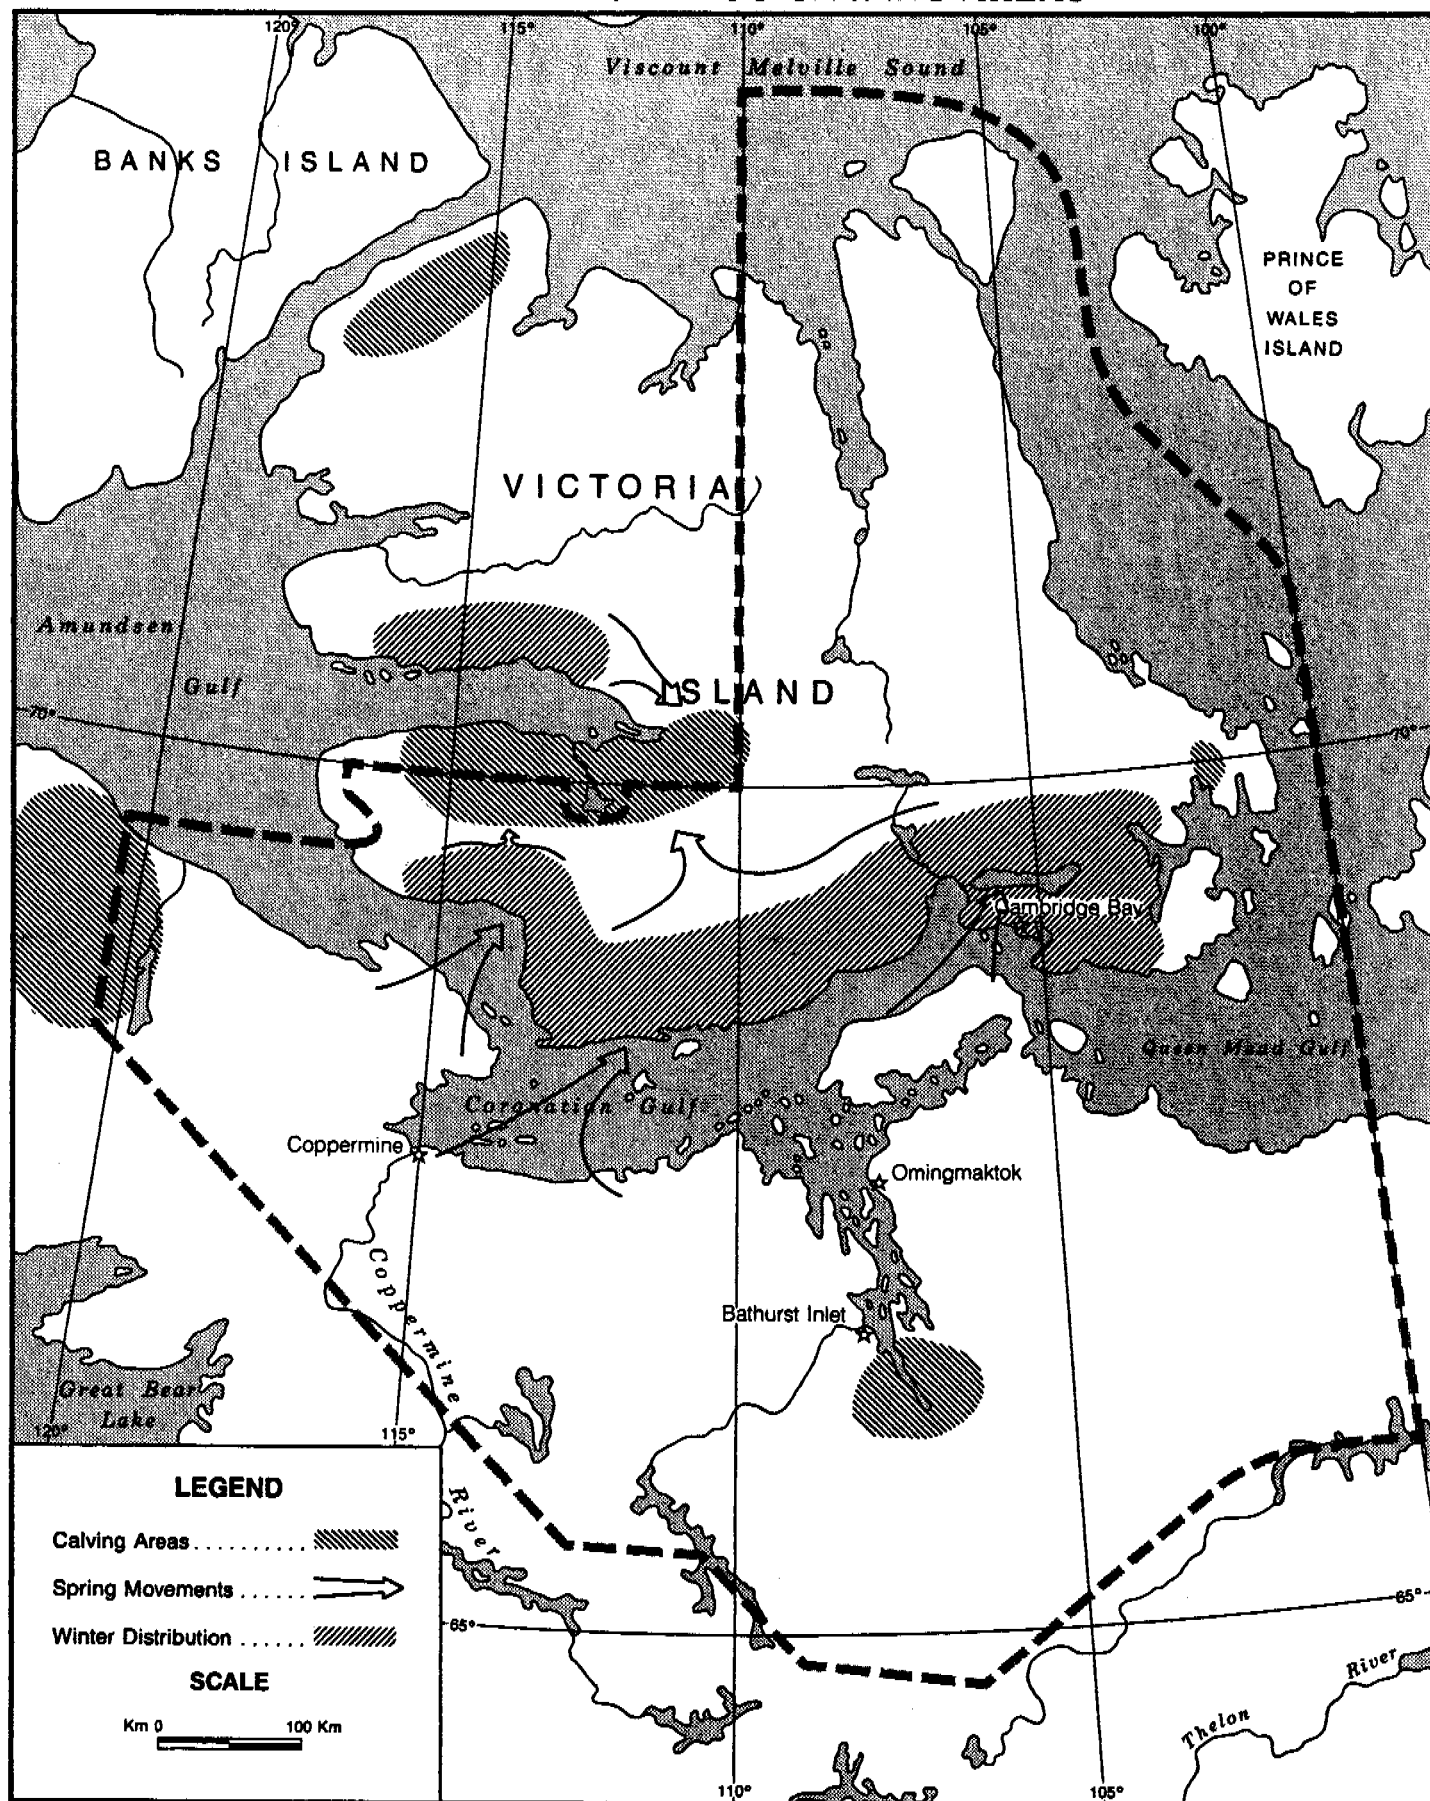 120°
115°
110°
105°
100°
Viscount Melville Sound
BANKS ISLAND
PRINCE
OF
WALES
ISLAND
VICTORIA
ISLAND
Amundsen
Gulf
70°
70°
Cambridge Bay
Queen Maud Gulf
Coronation Gulf
Coppermine
Omingmaktok
Coppermine
Bathurst Inlet
Great Bear
Lake
120°
115°
River
65°
65°
River
Thelon
110°
105°
LEGEND
Calving Areas..........
Spring Movements ......
Winter Distribution ......
SCALE
Km 0 100 Km